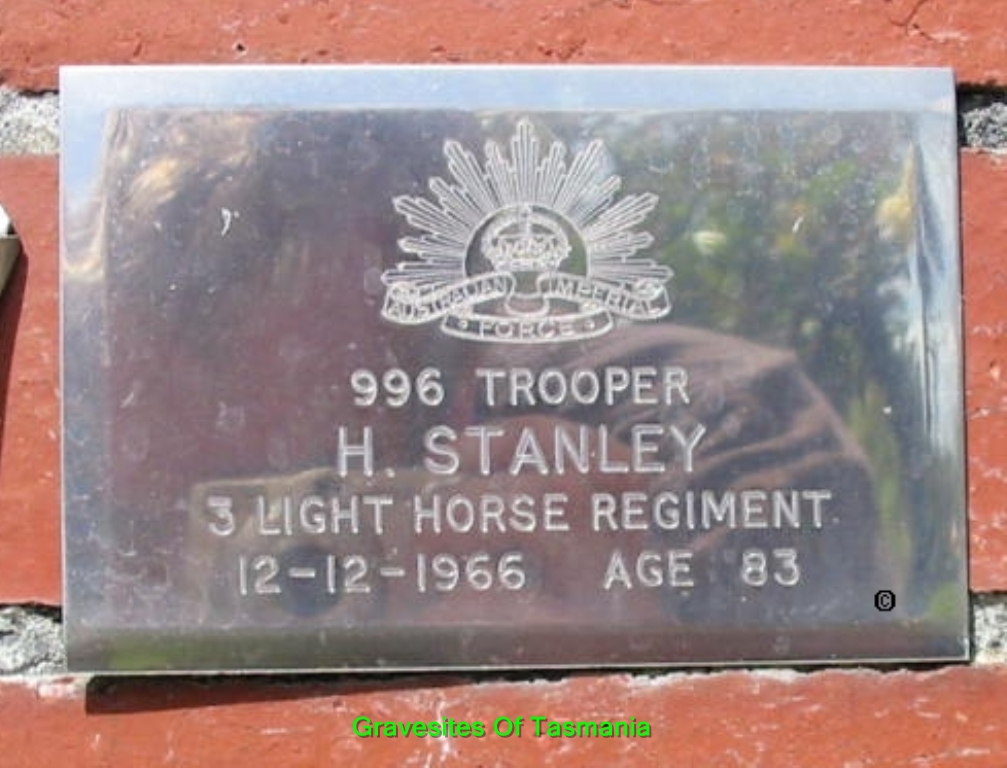 AUSTRALIAN IMPERIAL
FORCE
996 TROOPER
H. STANLEY
3 LIGHT HORSE REGIMENT
12-12-1966 AGE 83
©
Gravesites Of Tasmania